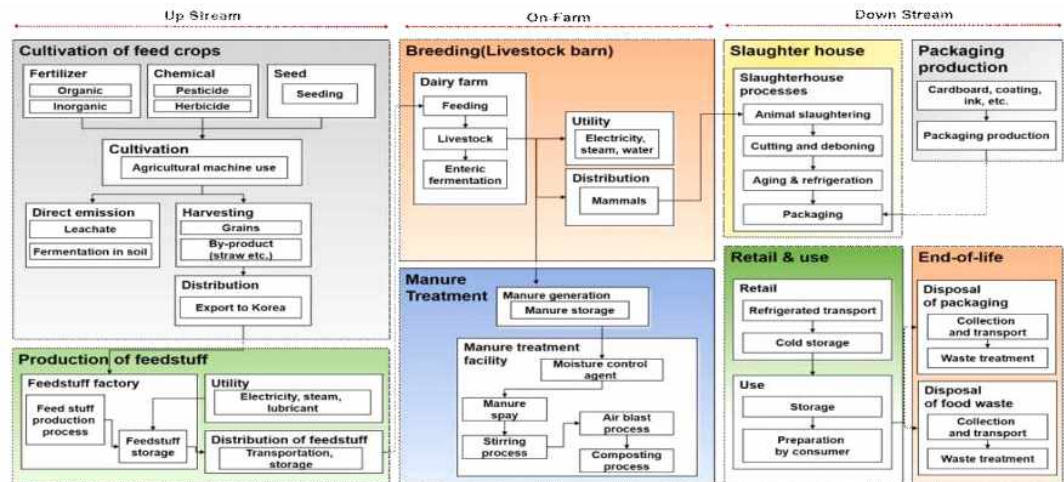 Up Stream
On-Farm
Down Stream
Cultivation of feed crops
Fertilizer
Organic
Inorganic
Chemical
Pesticide
Herbicide
Seed
Seeding
Cultivation
Agricultural machine use
Direct emission
Leachate
Fermentation in soil
Harvesting
Grains
By-product
(straw etc.)
Distribution
Export to Korea
Production of feedstuff
Feedstuff factory
Feed stuff
production
process
Feedstuff
storage
Utility
Electricity, steam,
lubricant
Distribution of feedstuff
Transportation,
storage
Breeding(Livestock barn)
Dairy farm
Feeding
Livestock
Enteric
fermentation
Utility
Electricity,
steam, water
Distribution
Mammals
Manure
Treatment
Manure generation
Manure storage
Manure treatment
facility
Moisture control
agent
Manure spay
Stirring
process
Air blast
process
Composting
process
Slaughter house
Slaughterhouse
processes
Animal slaughtering
Cutting and deboning
Aging & refrigeration
Packaging
Packaging
production
Cardboard, coating,
ink, etc.
Packaging production
Retail & use
Retail
Refrigerated transport
Cold storage
Use
Storage
Preparation
by consumer
End-of-life
Disposal
of packaging
Collection
and transport
Waste treatment
Disposal
of food waste
Collection
and transport
Waste treatment